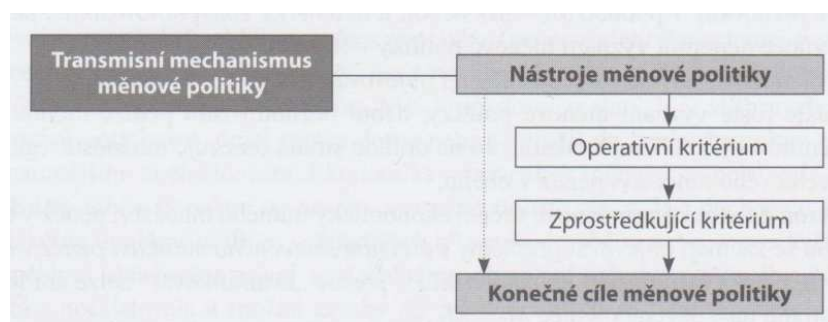 Transmisní mechanismus
měnové politiky
Nástroje měnové politiky
Operativní kritérium
Zprostředkující kritérium
Konečné cíle měnové politiky